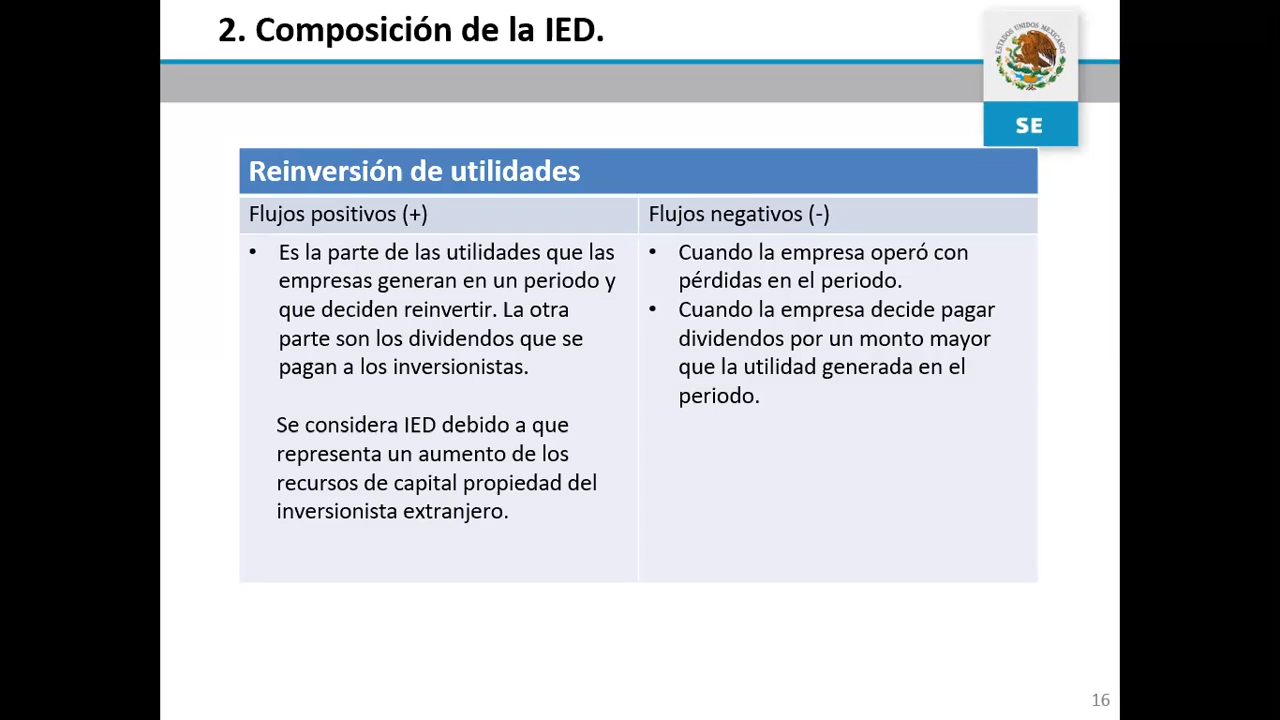 2. Composición de la IED.
ESTADOS UNIDOS MEXICANOS
SE
Reinversión de utilidades
Flujos positivos (+)
Flujos negativos (-)
• Es la parte de las utilidades que las
empresas generan en un periodo y
que deciden reinvertir. La otra
parte son los dividendos que se
pagan a los inversionistas.
Se considera IED debido a que
representa un aumento de los
recursos de capital propiedad del
inversionista extranjero.
• Cuando la empresa operó con
pérdidas en el periodo.
• Cuando la empresa decide pagar
dividendos por un monto mayor
que la utilidad generada en el
periodo.
16